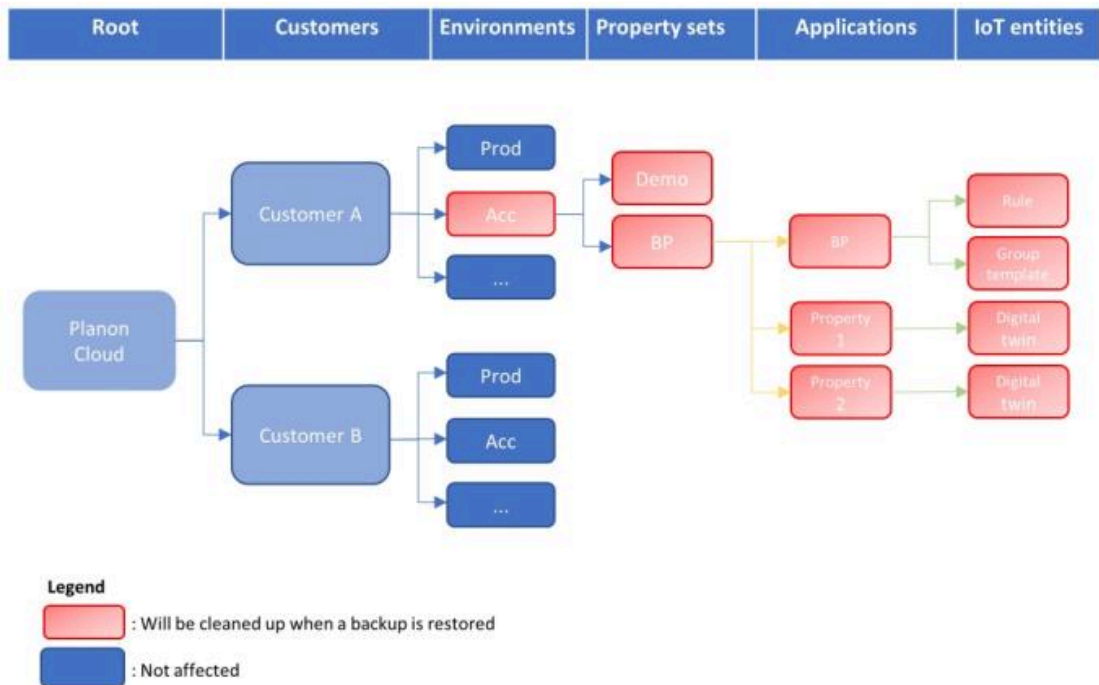 Root Customers Environments Property sets Applications IoT entities
Prod
Demo
Customer A
Acc
Rule
BP
BP
Group
template
...
Planon
Cloud
Property
1
Digital
twin
Prod
Property
2
Digital
twin
Customer B
Acc
...
Legend
: Will be cleaned up when a backup is restored
: Not affected